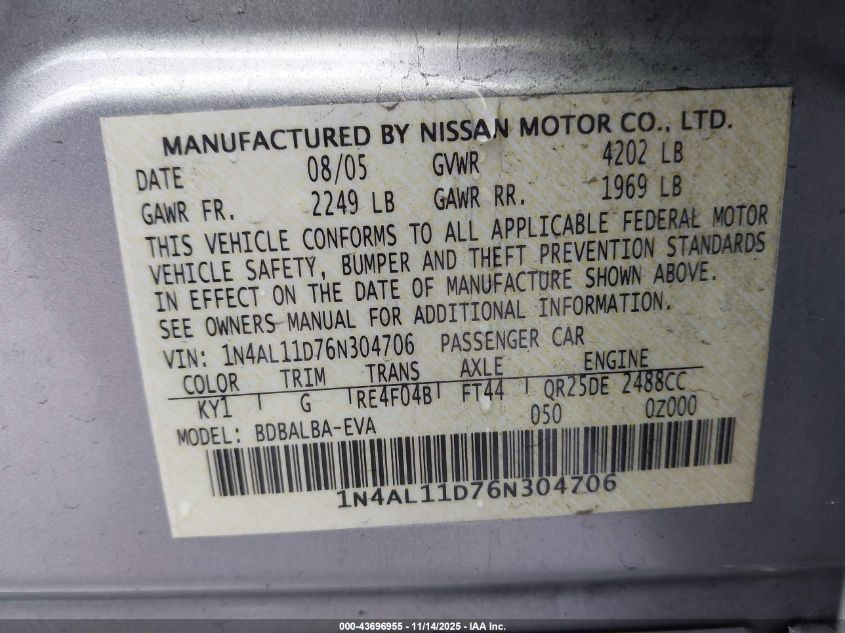 MANUFACTURED BY NISSAN MOTOR CO., LTD.
DATE 08/05 GVWR 4202 LB
GAWR FR. 2249 LB GAWR RR. 1969 LB
THIS VEHICLE CONFORMS TO ALL APPLICABLE FEDERAL MOTOR
VEHICLE SAFETY, BUMPER AND THEFT PREVENTION STANDARDS
IN EFFECT ON THE DATE OF MANUFACTURE SHOWN ABOVE.
SEE OWNERS MANUAL FOR ADDITIONAL INFORMATION.
VIN: 1N4AL11D76N304706 PASSENGER CAR
COLOR TRIM TRANS AXLE ENGINE
KY1 G RE4F04B FT44 QR25DE 2488CC
050 0Z000
MODEL: BDBALBA-EVA
1N4AL11D76N304706
000-43696955 - 11/14/2025 - IAA Inc.